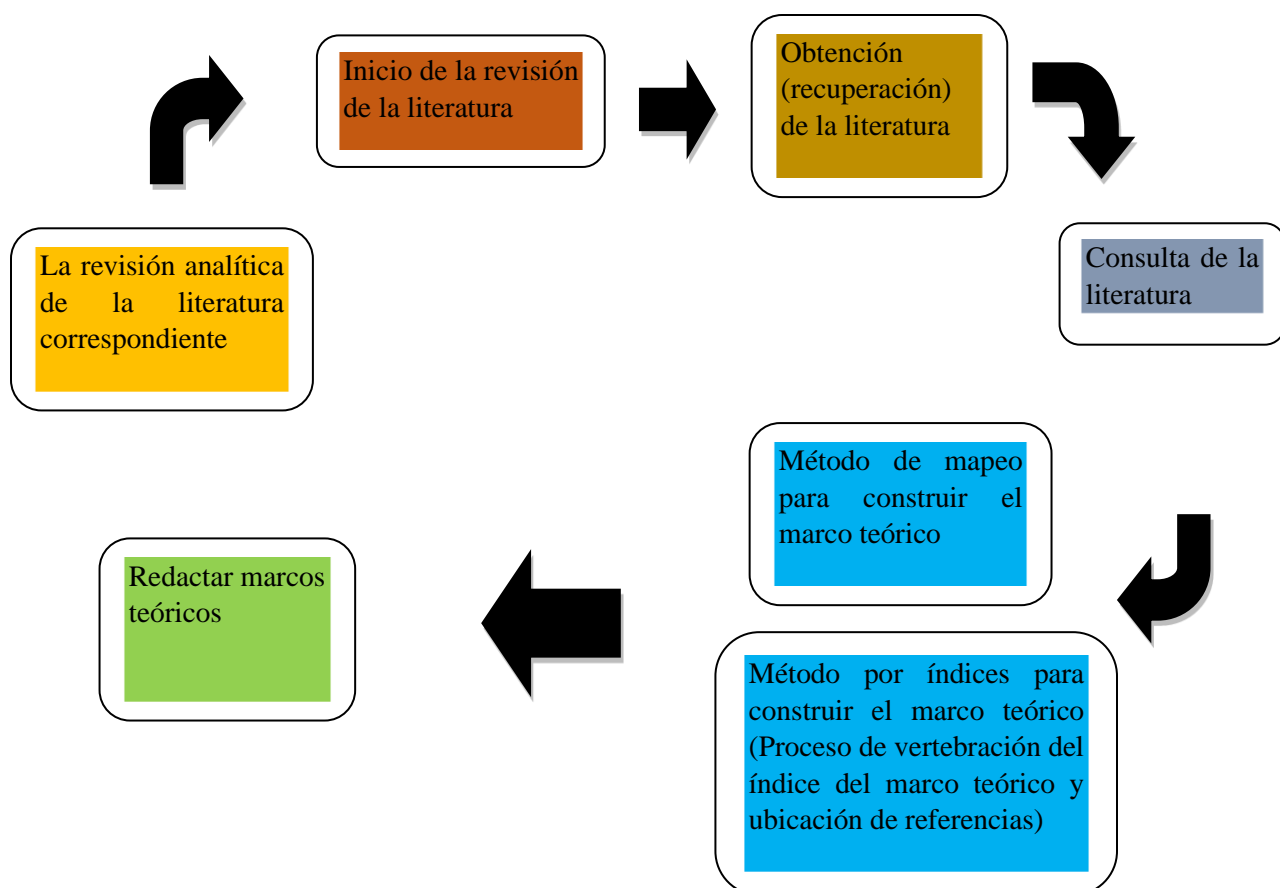 La revisión analítica
de la literatura
correspondiente
Inicio de la revisión
de la literatura
Obtención
(recuperación)
de la literatura
Consulta de la
literatura
Método de mapeo
para construir el
marco teórico
Método por índices para
construir el marco teórico
(Proceso de vertebración del
índice del marco teórico y
ubicación de referencias)
Redactar marcos
teóricos